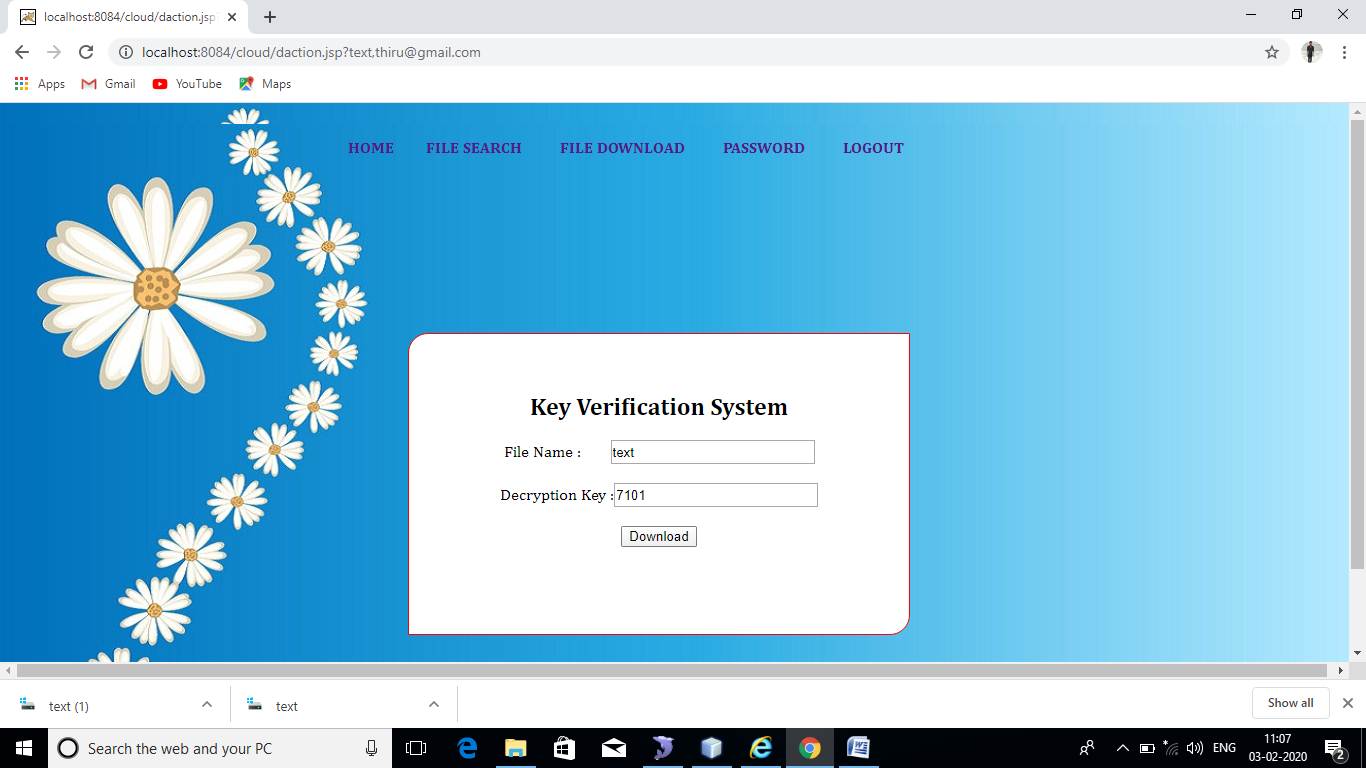 localhost:8084/cloud/daction.jsp?
localhost:8084/cloud/daction.jsp?text,thiru@gmail.com
Apps Gmail YouTube Maps
HOME FILE SEARCH FILE DOWNLOAD PASSWORD LOGOUT
Key Verification System
File Name : text
Decryption Key : 7101
Download
text (1) text Show all
Search the web and your PC
ENG 11:07
03-02-2020
2